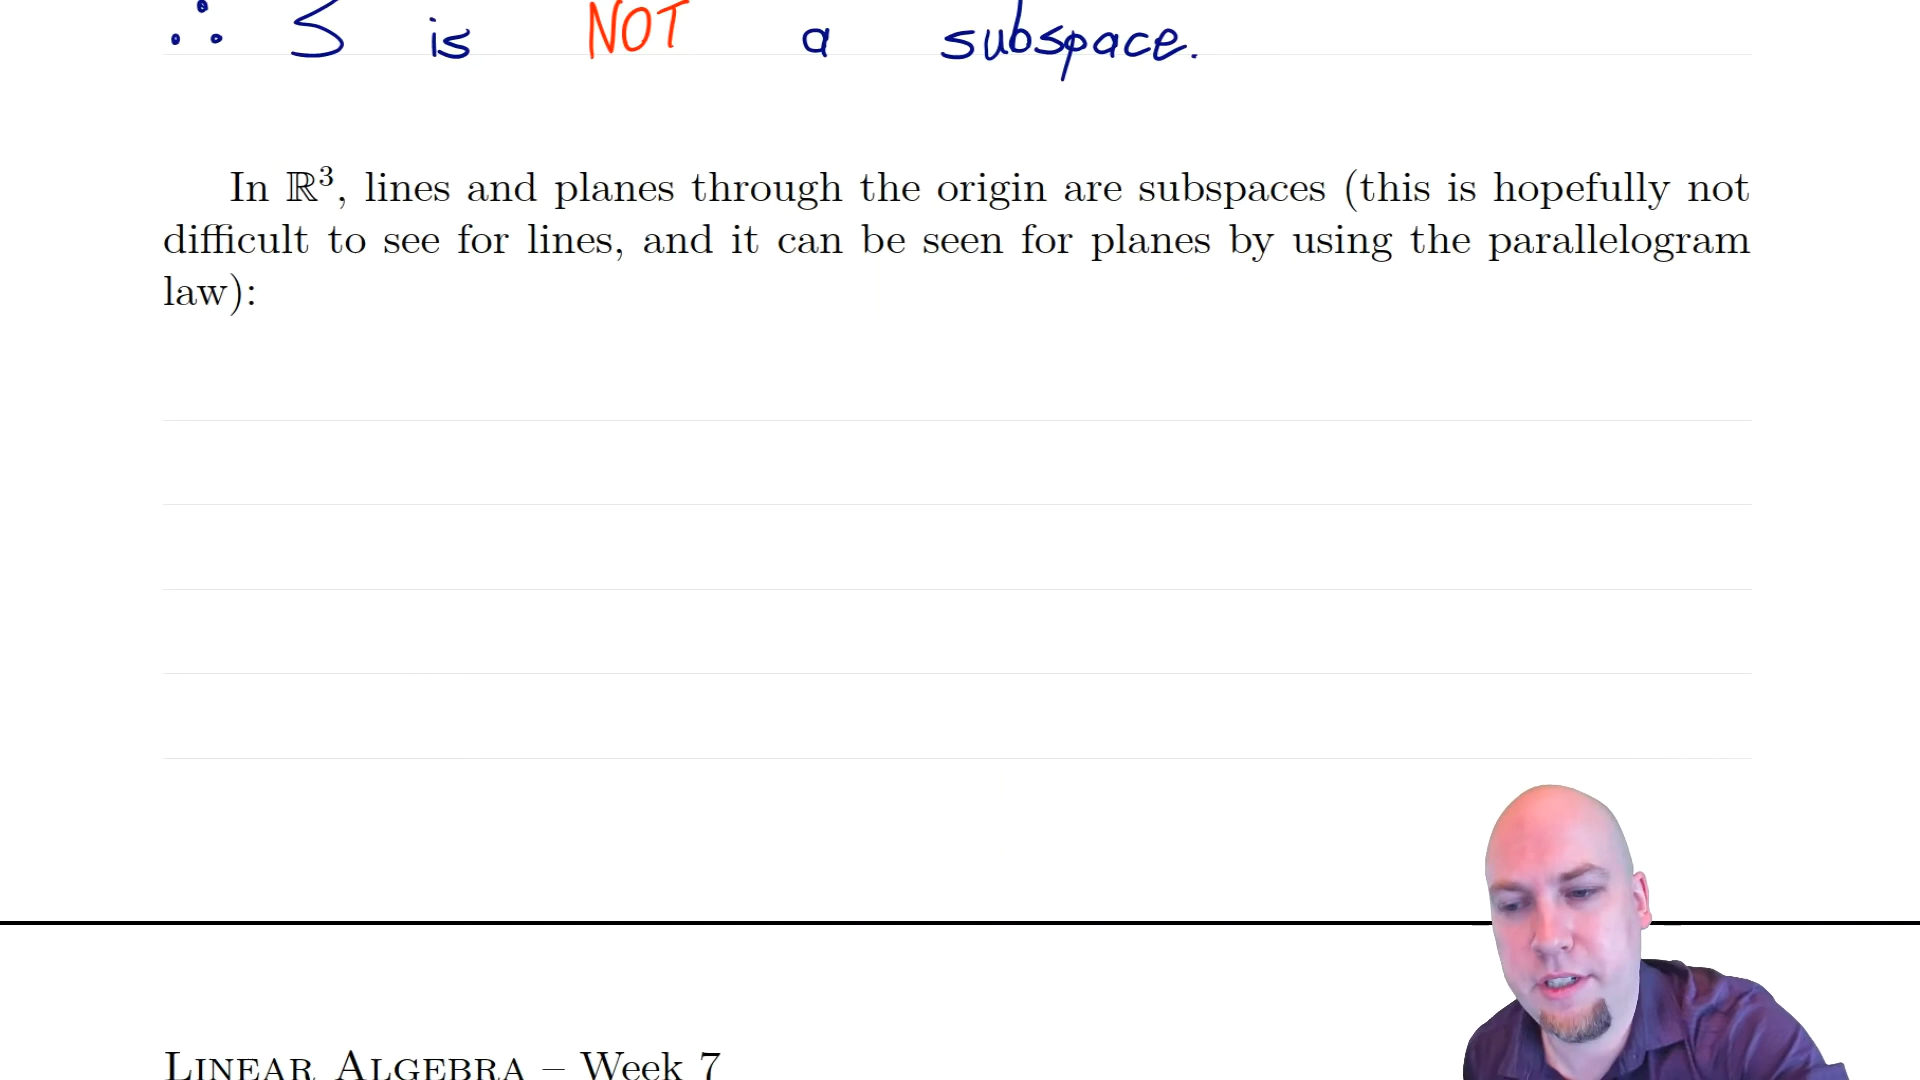 ∴ S is NOT a subspace.
In ℝ³, lines and planes through the origin are subspaces (this is hopefully not
difficult to see for lines, and it can be seen for planes by using the parallelogram
law):
LINEAR ALGEBRA – Week 7